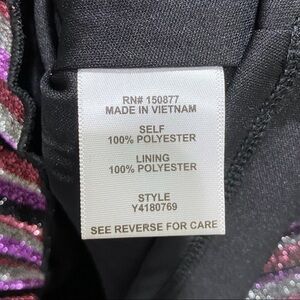 RN# 150877
MADE IN VIETNAM
SELF
100% POLYESTER
LINING
100% POLYESTER
STYLE
Y4180769
SEE REVERSE FOR CARE